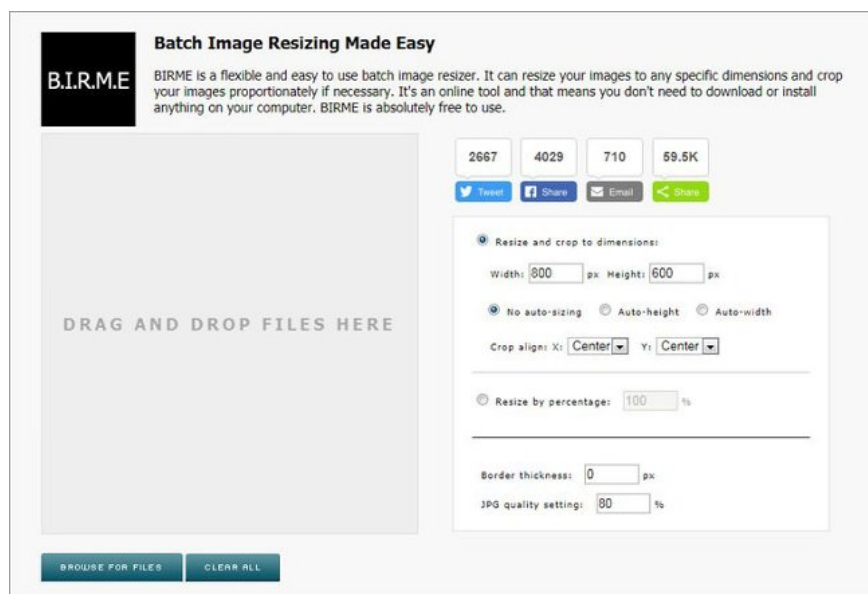 B.I.R.M.E
Batch Image Resizing Made Easy
BIRME is a flexible and easy to use batch image resizer. It can resize your images to any specific dimensions and crop
your images proportionately if necessary. It's an online tool and that means you don't need to download or install
anything on your computer. BIRME is absolutely free to use.
DRAG AND DROP FILES HERE
2667 4029 710 59.5K
Tweet Share Email Share
Resize and crop to dimensions:
Width: 800 px Height: 600 px
No auto-sizing Auto-height Auto-width
Crop align: X: Center Y: Center
Resize by percentage: 100 %
Border thickness: 0 px
JPG quality setting: 80 %
BROWSE FOR FILES CLEAR ALL